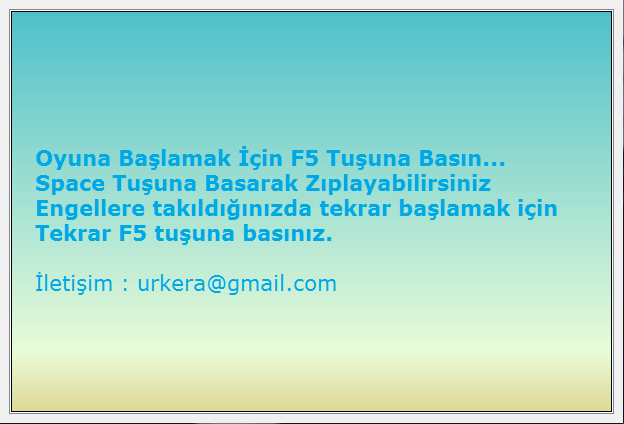 Oyuna Başlamak İçin F5 Tuşuna Basın...
Space Tuşuna Basarak Zıplayabilirsiniz
Engellere takıldığınızda tekrar başlamak için
Tekrar F5 tuşuna basınız.
İletişim : urkera@gmail.com